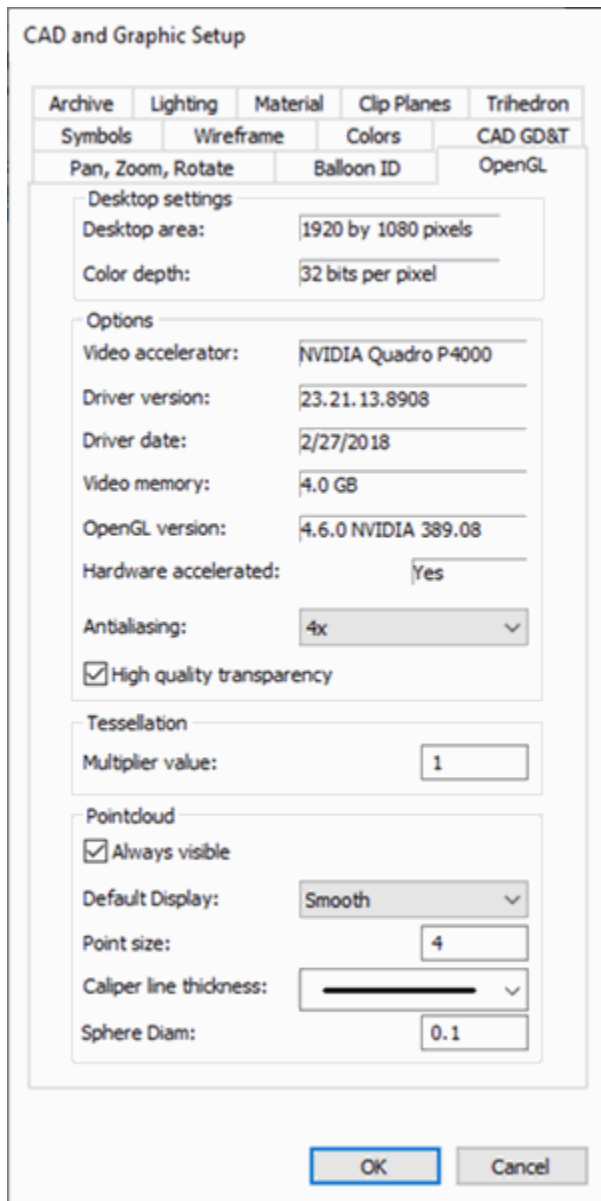 CAD and Graphic Setup
Archive Lighting Material Clip Planes Trihedron
Symbols Wireframe Colors CAD GD&T
Pan, Zoom, Rotate Balloon ID OpenGL
Desktop settings
Desktop area: 1920 by 1080 pixels
Color depth: 32 bits per pixel
Options
Video accelerator: NVIDIA Quadro P4000
Driver version: 23.21.13.8908
Driver date: 2/27/2018
Video memory: 4.0 GB
OpenGL version: 4.6.0 NVIDIA 389.08
Hardware accelerated: Yes
Antialiasing: 4x
High quality transparency
Tessellation
Multiplier value: 1
Pointcloud
Always visible
Default Display: Smooth
Point size: 4
Caliper line thickness:
Sphere Diam: 0.1
OK Cancel